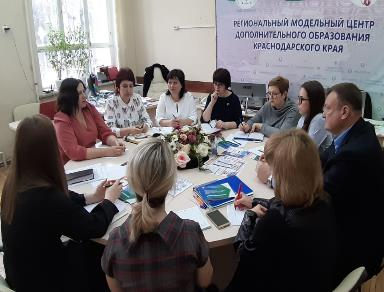 РЕГИОНАЛЬНЫЙ МОДЕЛЬНЫЙ ЦЕНТР
ДОПОЛНИТЕЛЬНОГО ОБРАЗОВАНИЯ
КРАСНОДАРСКОГО КРАЯ